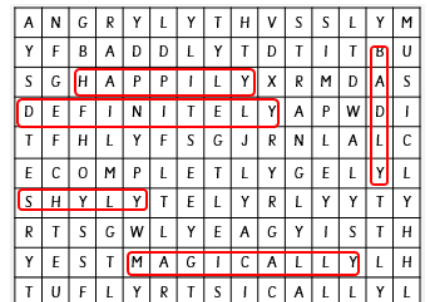 A N G R Y L Y T H V S S L Y M
Y F B A D D L Y T D T I T B U
S G H A P P I L Y X R M D A S
D E F I N I T E L Y A P W D I
T F H L Y F S G J R N L A L C
E C O M P L E T L Y G E L Y L
S H Y L Y T E L Y R L Y Y T Y
R T S G W L Y E A G Y I S T H
Y E S T M A G I C A L L Y L H
T U F L Y R T S I C A L L Y L